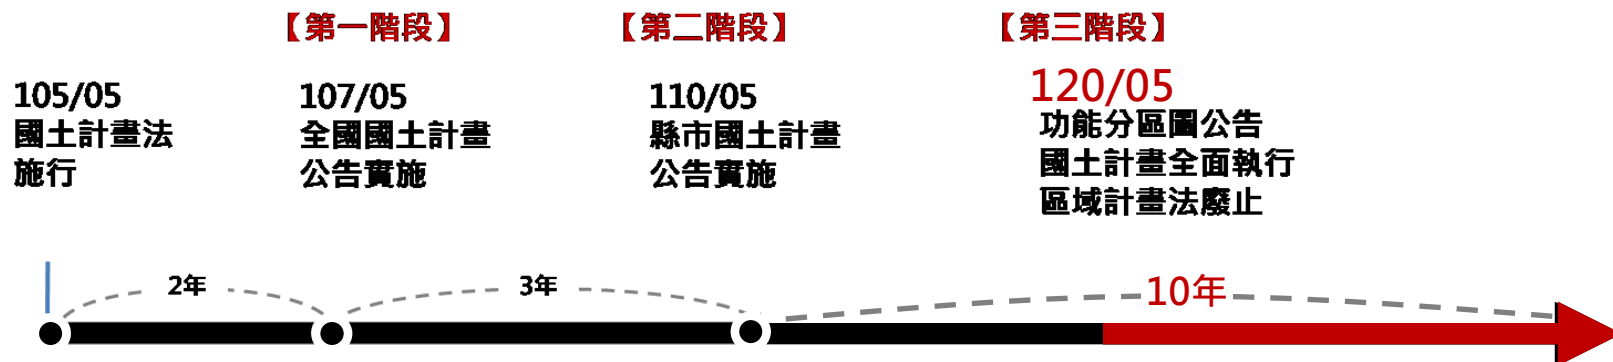 【第一階段】
【第二階段】
【第三階段】
105/05
國土計畫法
施行
107/05
全國國土計畫
公告實施
110/05
縣市國土計畫
公告實施
120/05
功能分區圖公告
國土計畫全面執行
區域計畫法廢止
2年
3年
10年